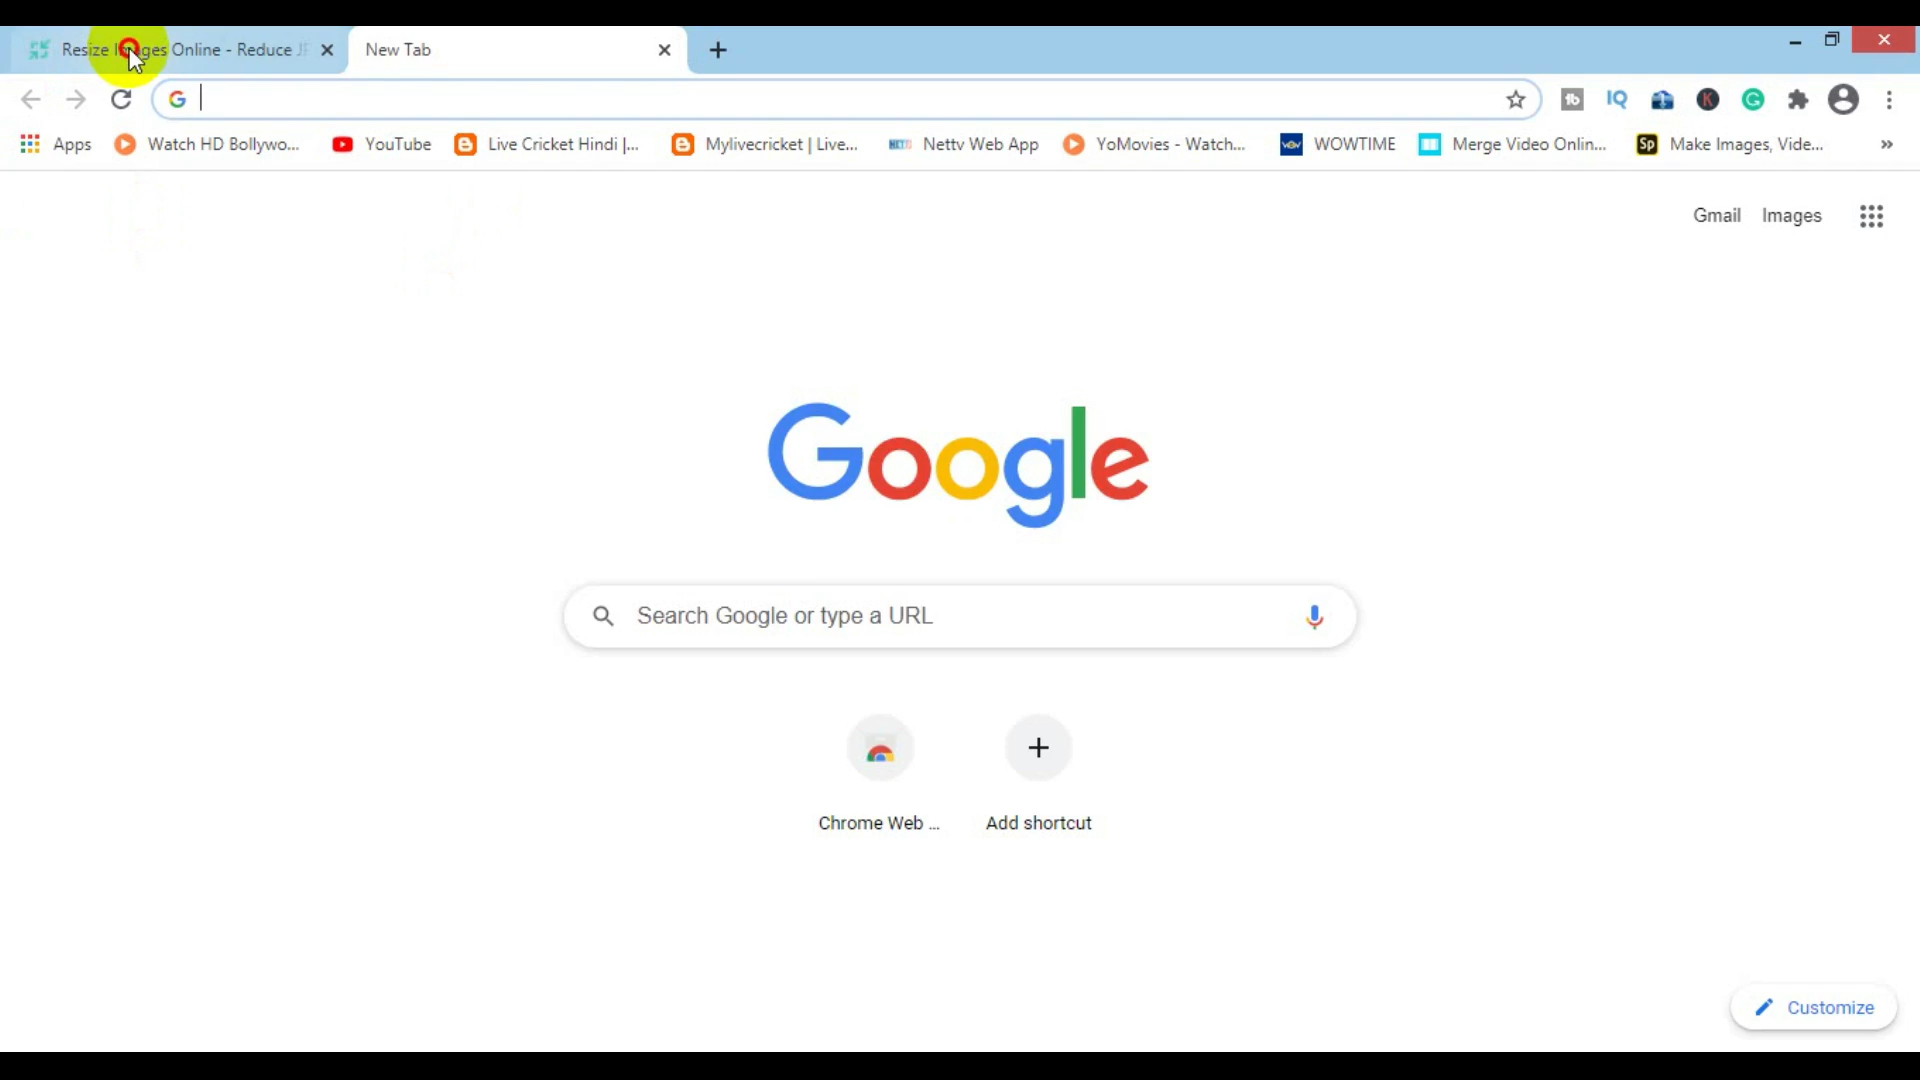 Resize Images Online - Reduce JP
New Tab
Apps
Watch HD Bollywo...
YouTube
Live Cricket Hindi |...
Mylivecricket | Live...
Nettv Web App
YoMovies - Watch...
WOWTIME
Merge Video Onlin...
Sp
Make Images, Vide...
Gmail
Images
Google
Search Google or type a URL
Chrome Web ...
Add shortcut
Customize